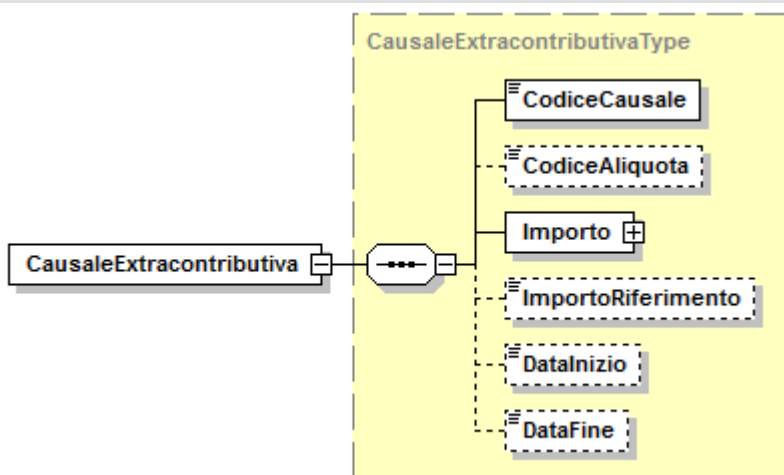 CausaleExtracontributivaType
CodiceCausale
CodiceAliquota
Importo
CausaleExtracontributiva
ImportoRiferimento
DataInizio
DataFine